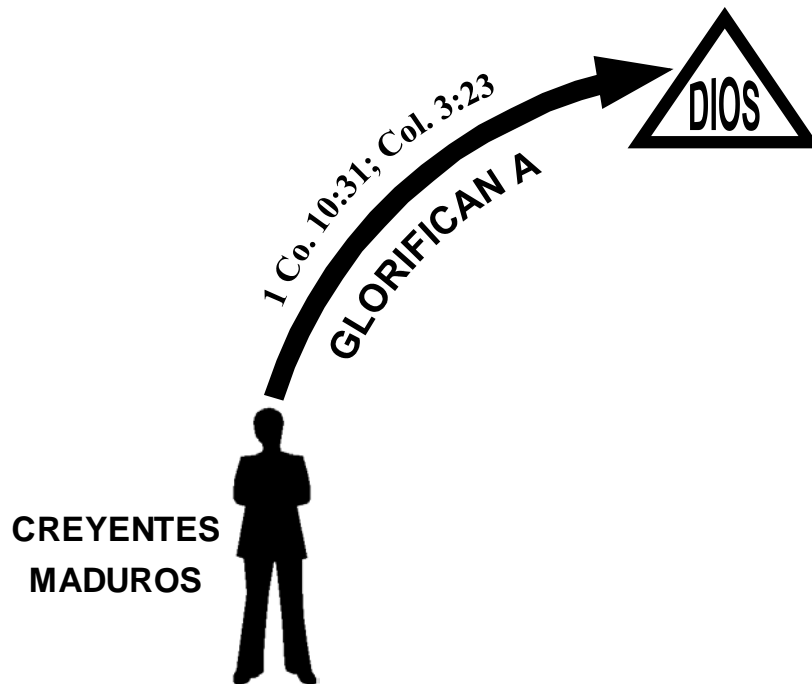 DIOS
1 Co. 10:31; Col. 3:23
GLORIFICAN A
CREYENTES
MADUROS